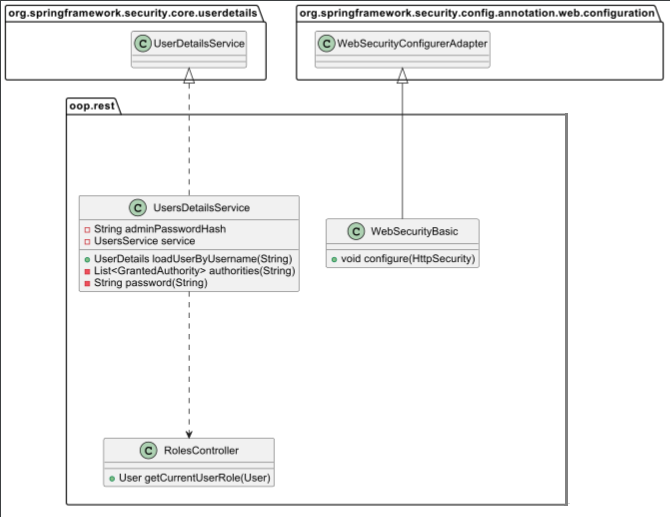 org.springframework.security.core.userdetails
org.springframework.security.config.annotation.web.configuration
C UserDetailsService
C WebSecurityConfigurerAdapter
oop.rest
C UsersDetailsService
String adminPasswordHash
UsersService service
UserDetails loadUserByUsername(String)
List<GrantedAuthority> authorities(String)
String password(String)
C WebSecurityBasic
void configure(HttpSecurity)
C RolesController
User getCurrentUserRole(User)